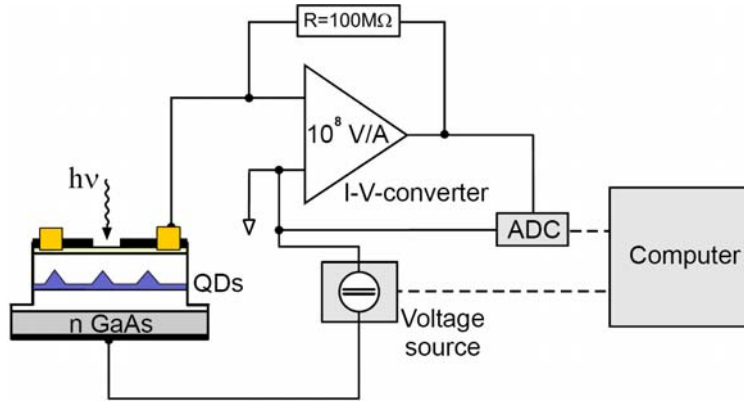 R=100MΩ
10⁸ V/A
I-V-converter
hν
ADC
Computer
QDs
n GaAs
Voltage
source